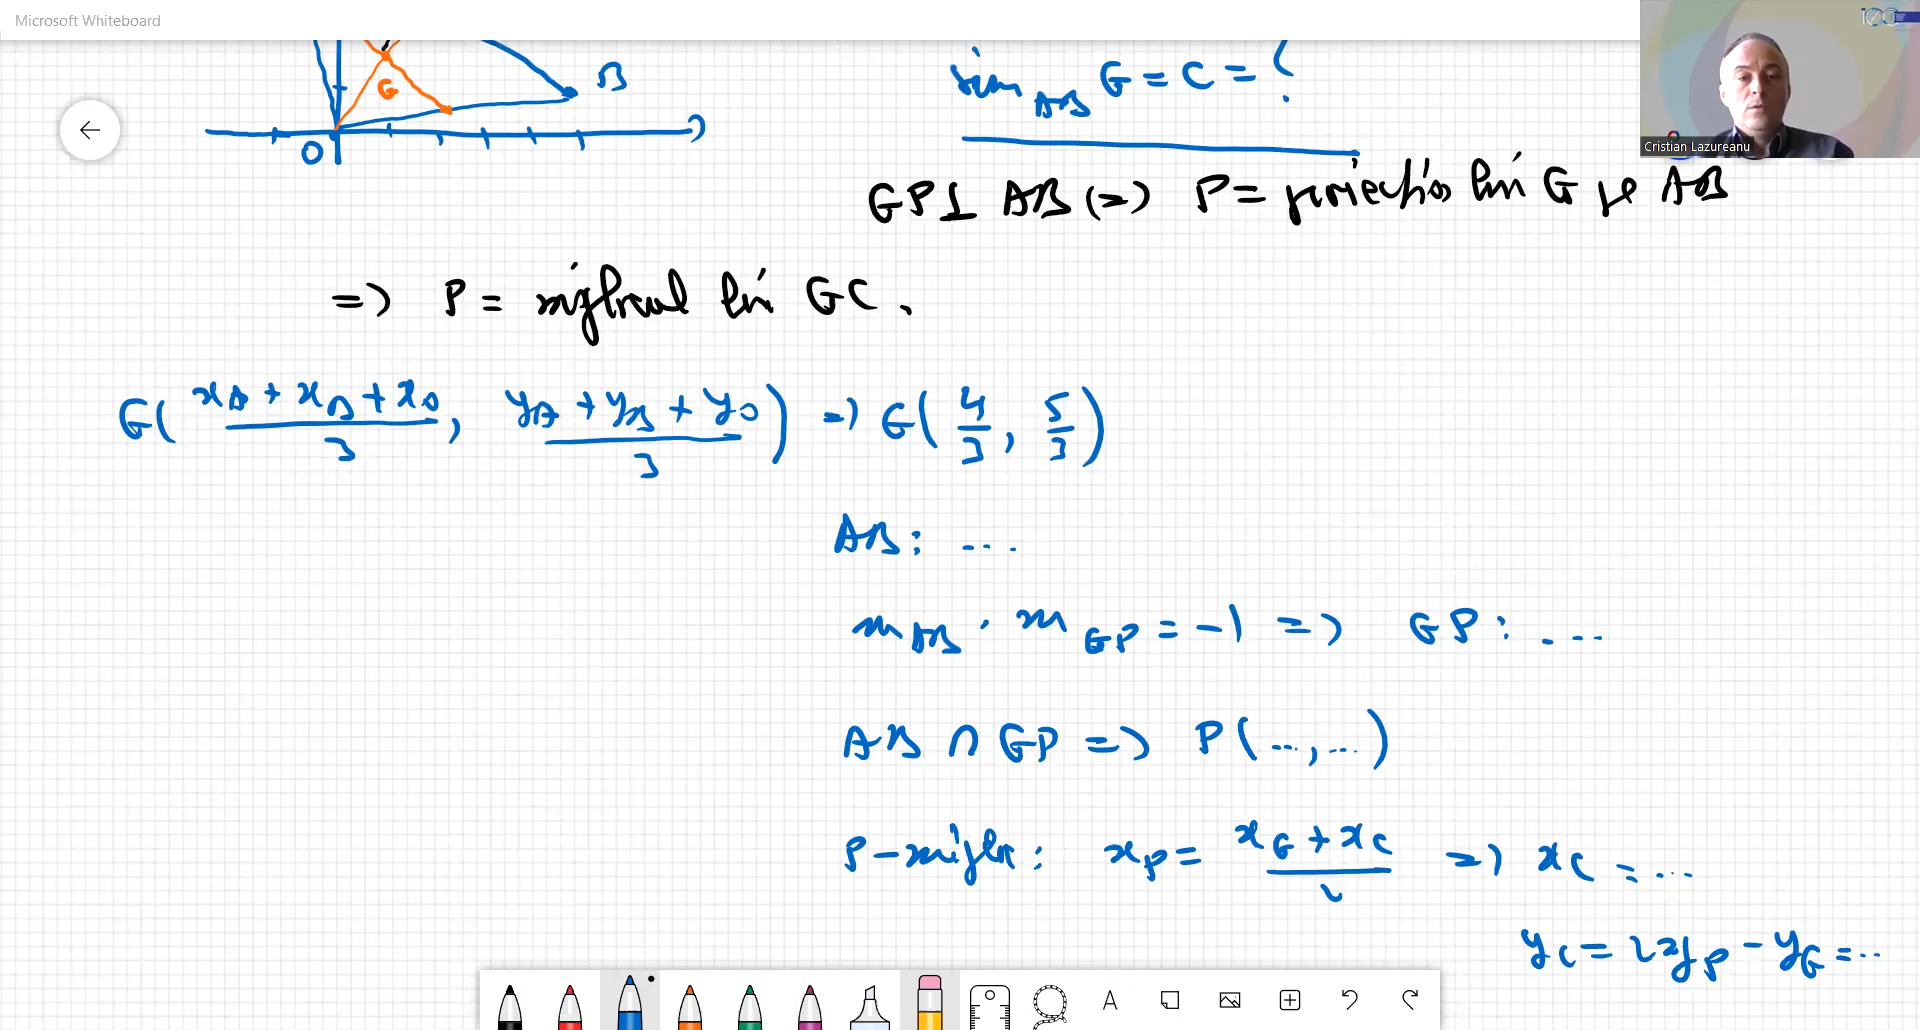 Microsoft Whiteboard
Cristian Lazureanu
B
G
O
sim_AB G = C = ?
GP ⊥ AB (=) P = proiecția lui G pe AB
=) P = mijlocul lui GC.
G( (x_A + x_B + x_O)/3 , (y_A + y_B + y_O)/3 ) =) G( 4/3 , 5/3 )
AB: ...
m_AB · m_GP = -1 =) GP: ...
AB ∩ GP =) P(..., ...)
P - mijloc: x_P = (x_G + x_C)/2 =) x_C = ...
y_C = 2y_P - y_G = ...
A